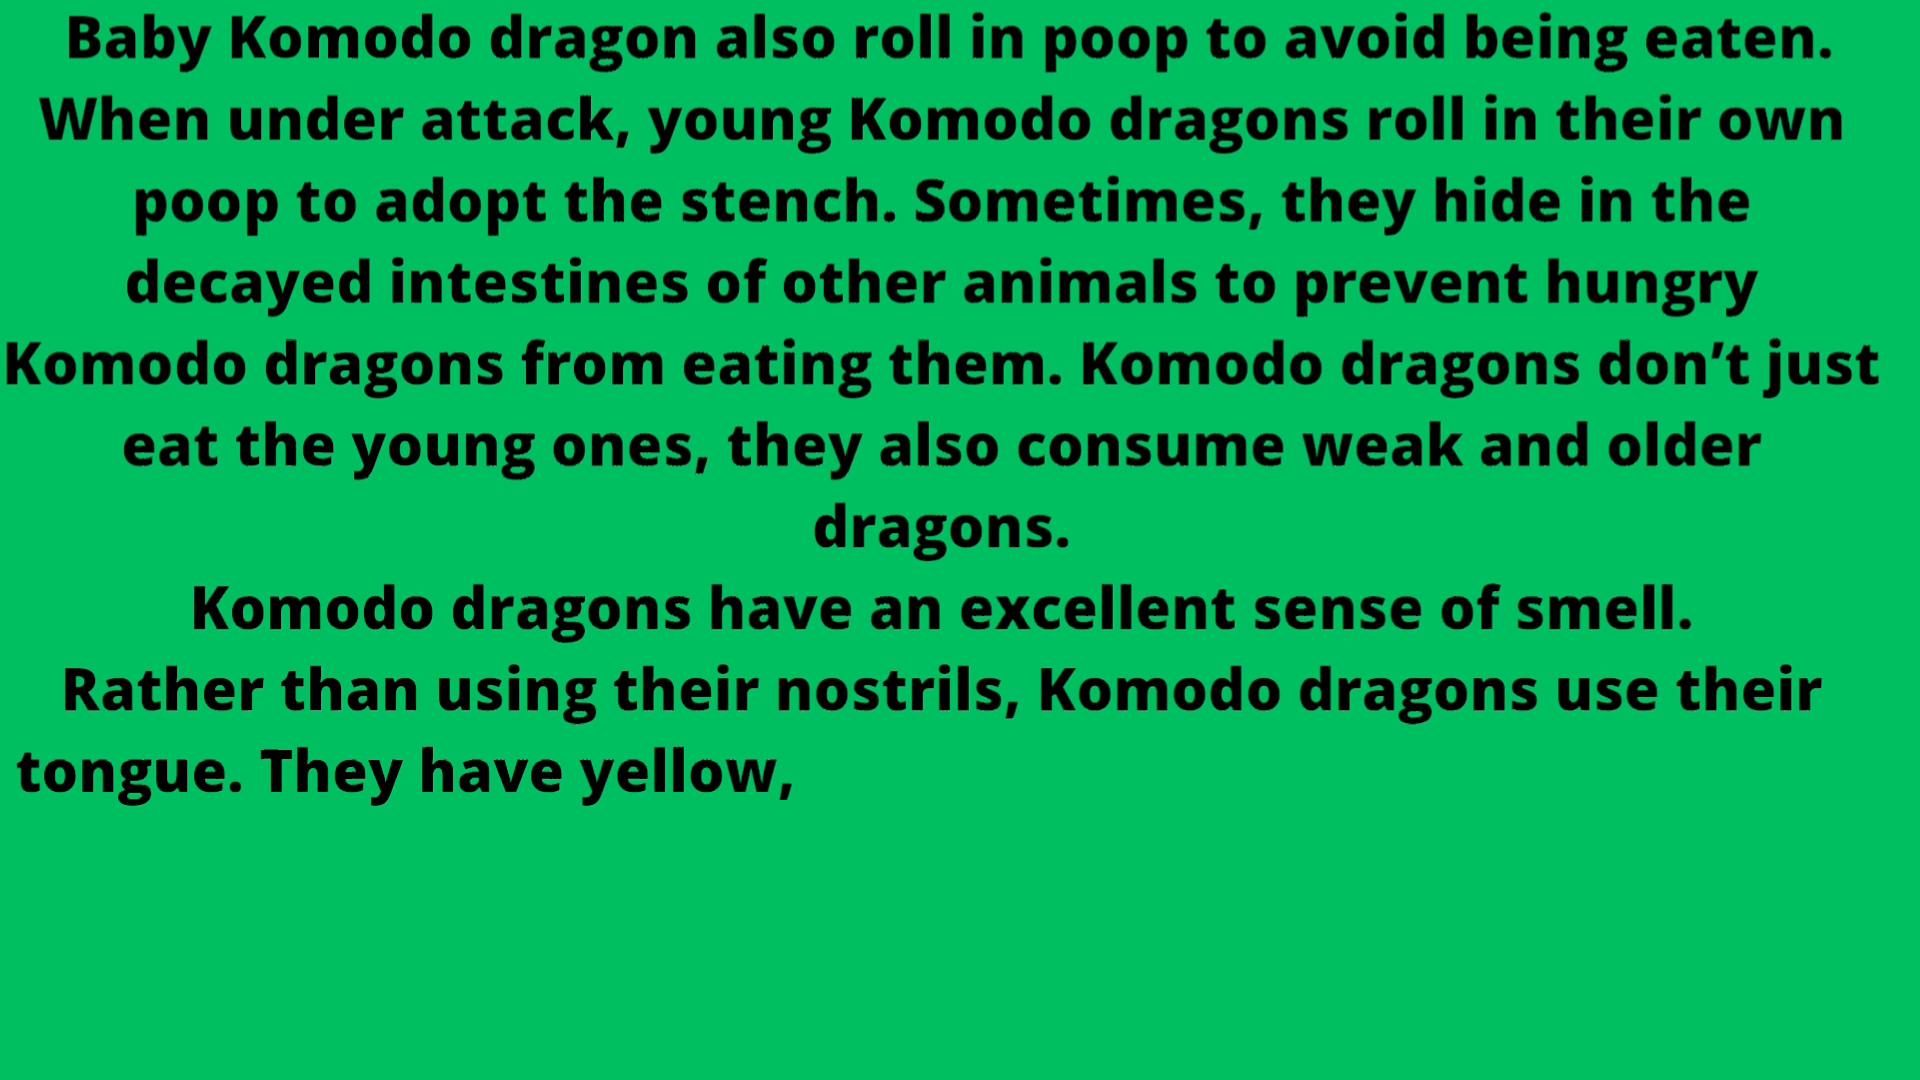 Baby Komodo dragon also roll in poop to avoid being eaten.
When under attack, young Komodo dragons roll in their own
poop to adopt the stench. Sometimes, they hide in the
decayed intestines of other animals to prevent hungry
Komodo dragons from eating them. Komodo dragons don’t just
eat the young ones, they also consume weak and older
dragons.
Komodo dragons have an excellent sense of smell.
Rather than using their nostrils, Komodo dragons use their
tongue. They have yellow,